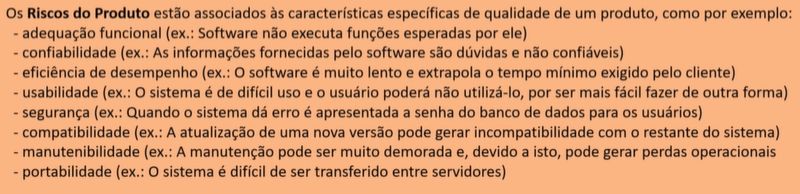 Os Riscos do Produto estão associados às características específicas de qualidade de um produto, como por exemplo:
- adequação funcional (ex.: Software não executa funções esperadas por ele)
- confiabilidade (ex.: As informações fornecidas pelo software são dúvidas e não confiáveis)
- eficiência de desempenho (ex.: O software é muito lento e extrapola o tempo mínimo exigido pelo cliente)
- usabilidade (ex.: O sistema é de difícil uso e o usuário poderá não utilizá-lo, por ser mais fácil fazer de outra forma)
- segurança (ex.: Quando o sistema dá erro é apresentada a senha do banco de dados para os usuários)
- compatibilidade (ex.: A atualização de uma nova versão pode gerar incompatibilidade com o restante do sistema)
- manutenibilidade (ex.: A manutenção pode ser muito demorada e, devido a isto, pode gerar perdas operacionais
- portabilidade (ex.: O sistema é difícil de ser transferido entre servidores)